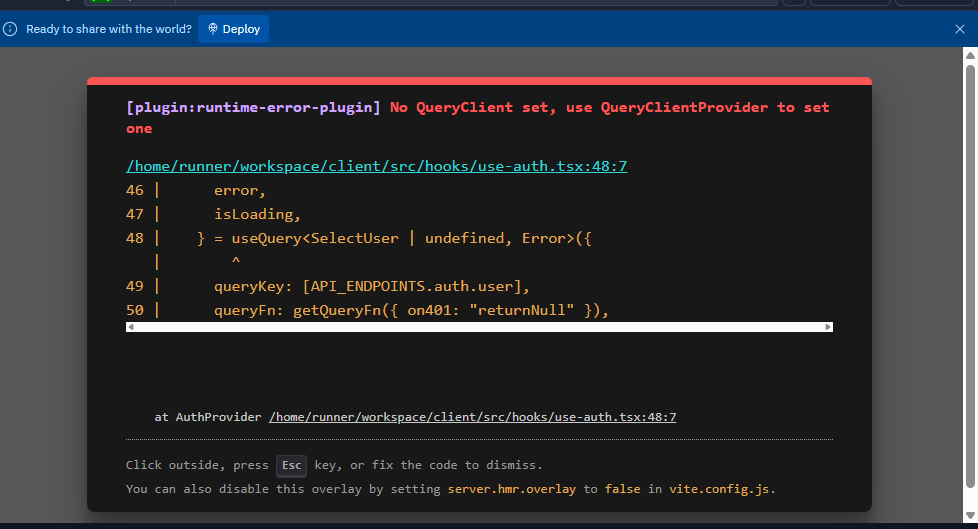 Ready to share with the world? Deploy
[plugin:runtime-error-plugin] No QueryClient set, use QueryClientProvider to set
one
/home/runner/workspace/client/src/hooks/use-auth.tsx:48:7
46 | error,
47 | isLoading,
48 | } = useQuery<SelectUser | undefined, Error>({
| ^
49 | queryKey: [API_ENDPOINTS.auth.user],
50 | queryFn: getQueryFn({ on401: "returnNull" }),
at AuthProvider /home/runner/workspace/client/src/hooks/use-auth.tsx:48:7
Click outside, press Esc key, or fix the code to dismiss.
You can also disable this overlay by setting server.hmr.overlay to false in vite.config.js.